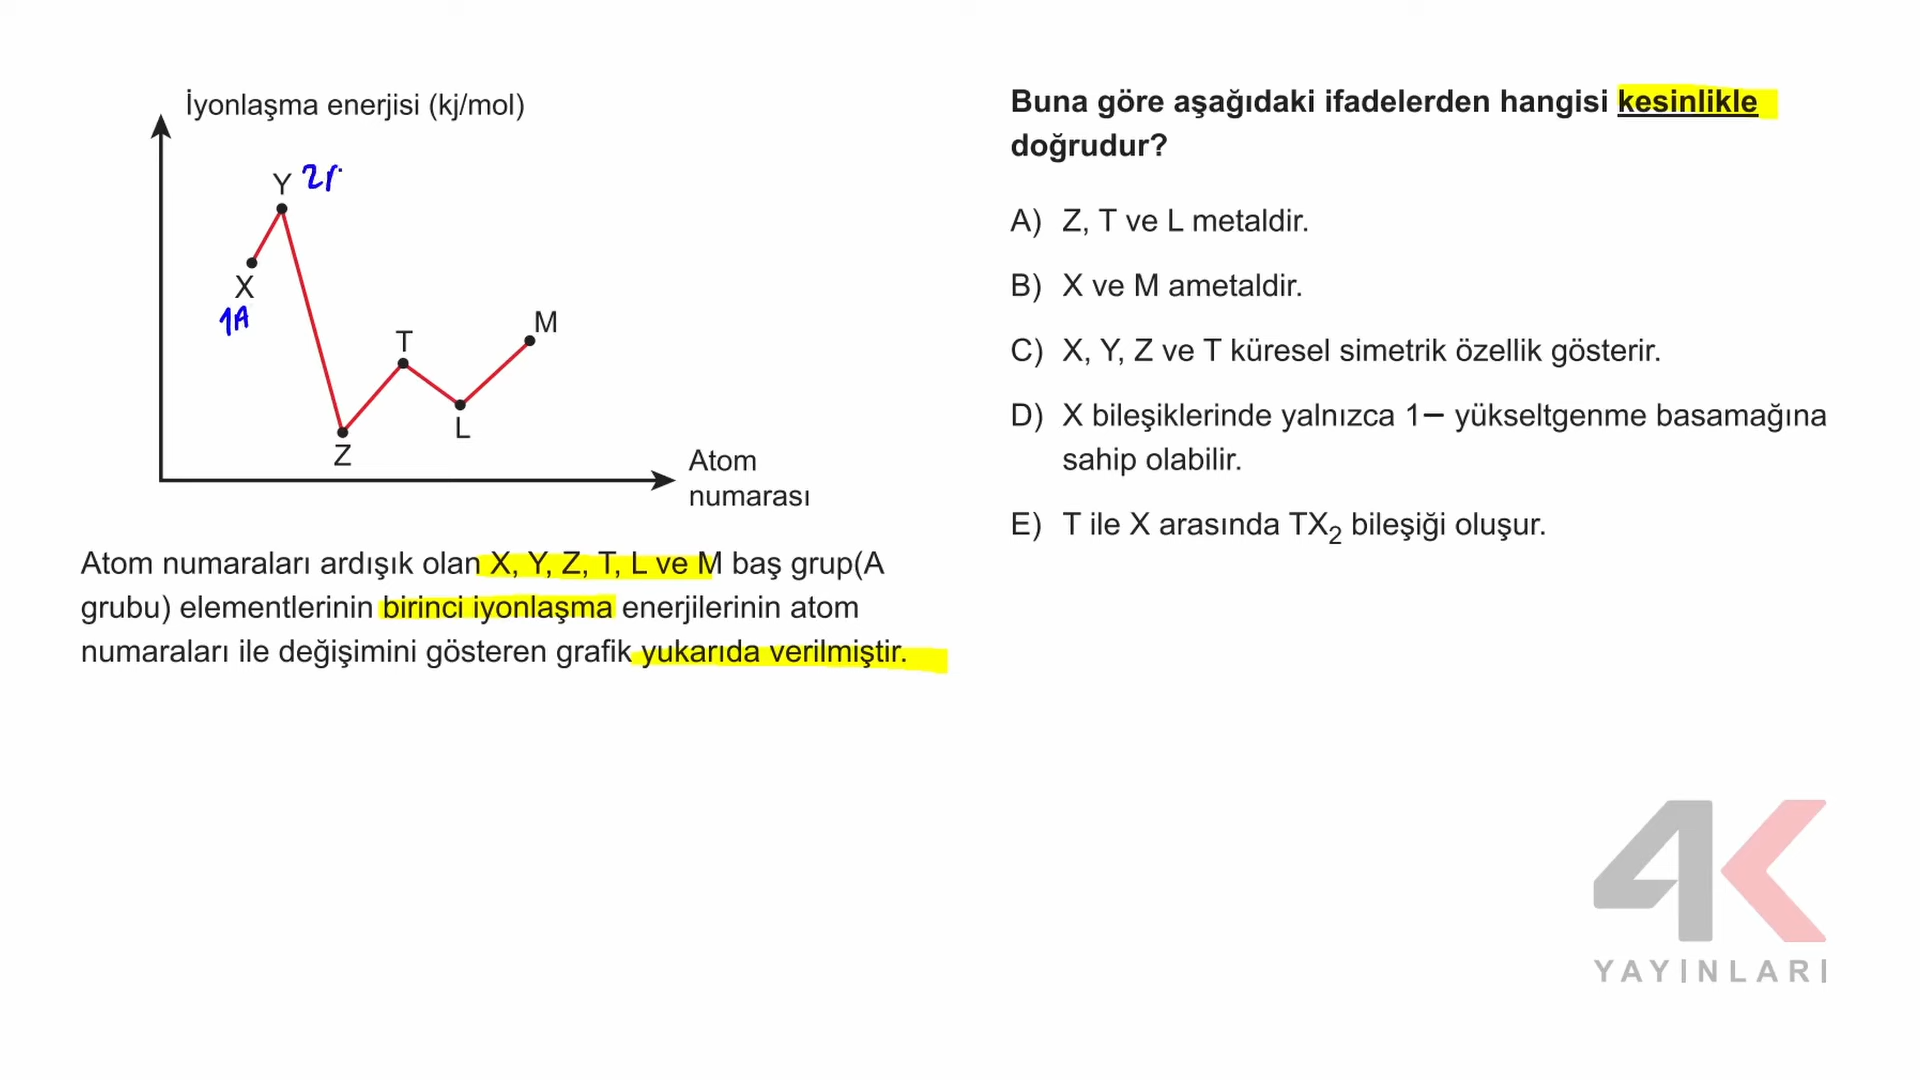 İyonlaşma enerjisi (kj/mol)
Y
X
1A
T
M
Z
L
Atom
numarası
Atom numaraları ardışık olan X, Y, Z, T, L ve M baş grup(A
grubu) elementlerinin birinci iyonlaşma enerjilerinin atom
numaraları ile değişimini gösteren grafik yukarıda verilmiştir.
Buna göre aşağıdaki ifadelerden hangisi kesinlikle
doğrudur?
A) Z, T ve L metaldir.
B) X ve M ametaldir.
C) X, Y, Z ve T küresel simetrik özellik gösterir.
D) X bileşiklerinde yalnızca 1− yükseltgenme basamağına
sahip olabilir.
E) T ile X arasında TX₂ bileşiği oluşur.
4K
YAYINLARI